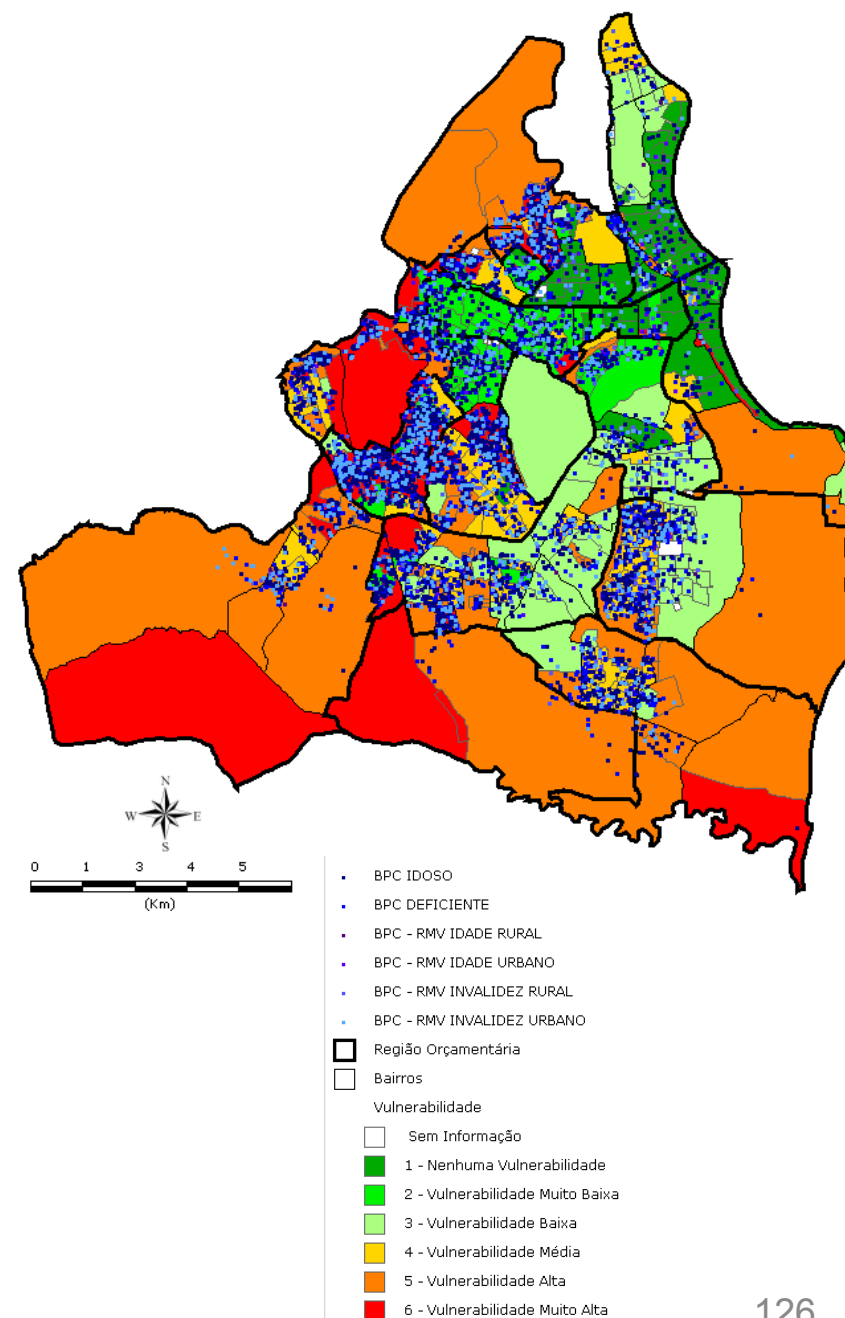 N
W E
S
0 1 3 4 5
(Km)
BPC IDOSO
BPC DEFICIENTE
BPC - RMV IDADE RURAL
BPC - RMV IDADE URBANO
BPC - RMV INVALIDEZ RURAL
BPC - RMV INVALIDEZ URBANO
Região Orçamentária
Bairros
Vulnerabilidade
Sem Informação
1 - Nenhuma Vulnerabilidade
2 - Vulnerabilidade Muito Baixa
3 - Vulnerabilidade Baixa
4 - Vulnerabilidade Média
5 - Vulnerabilidade Alta
6 - Vulnerabilidade Muito Alta
126